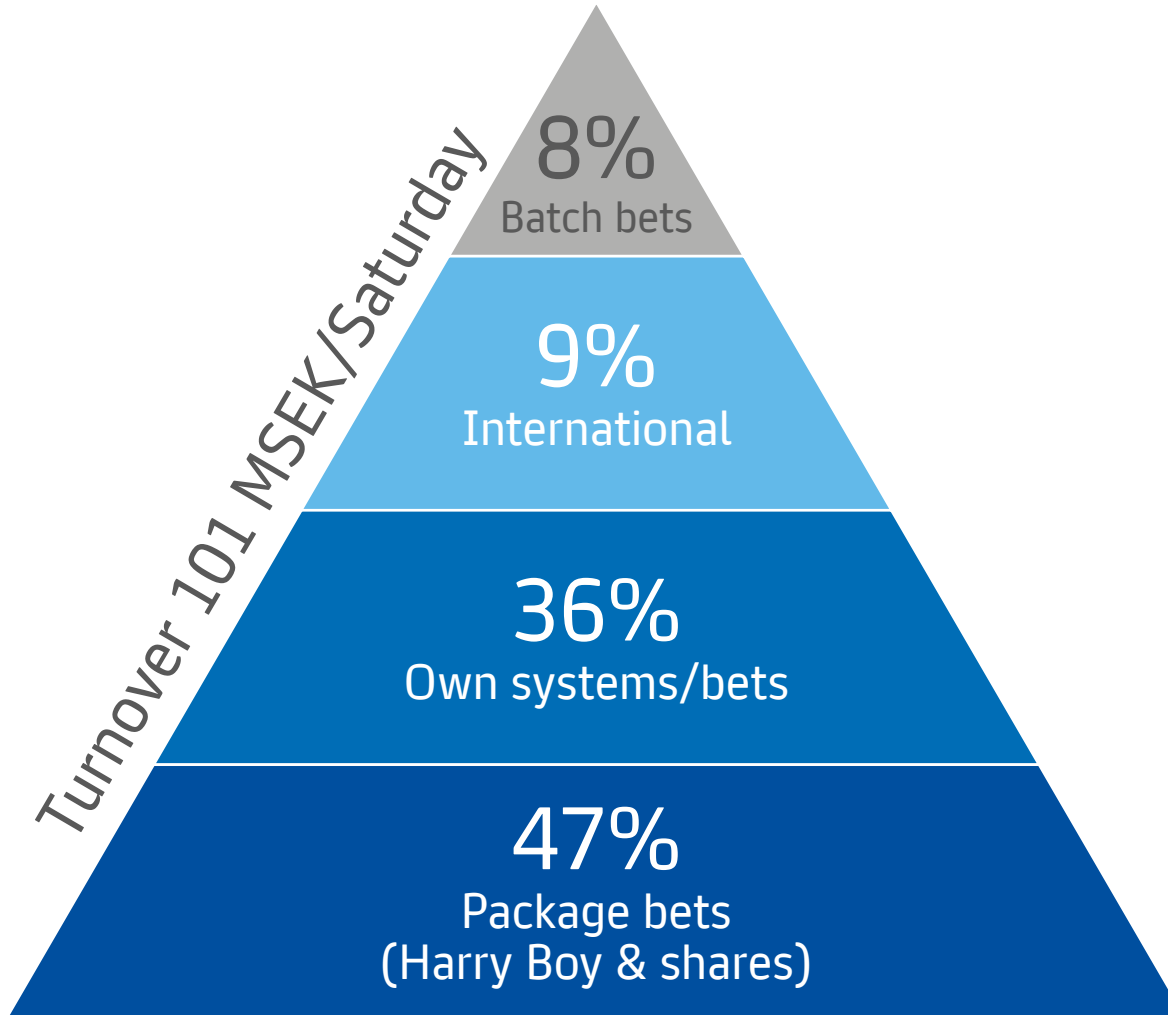 Turnover 101 MSEK/Saturday
8%
Batch bets
9%
International
36%
Own systems/bets
47%
Package bets
(Harry Boy & shares)